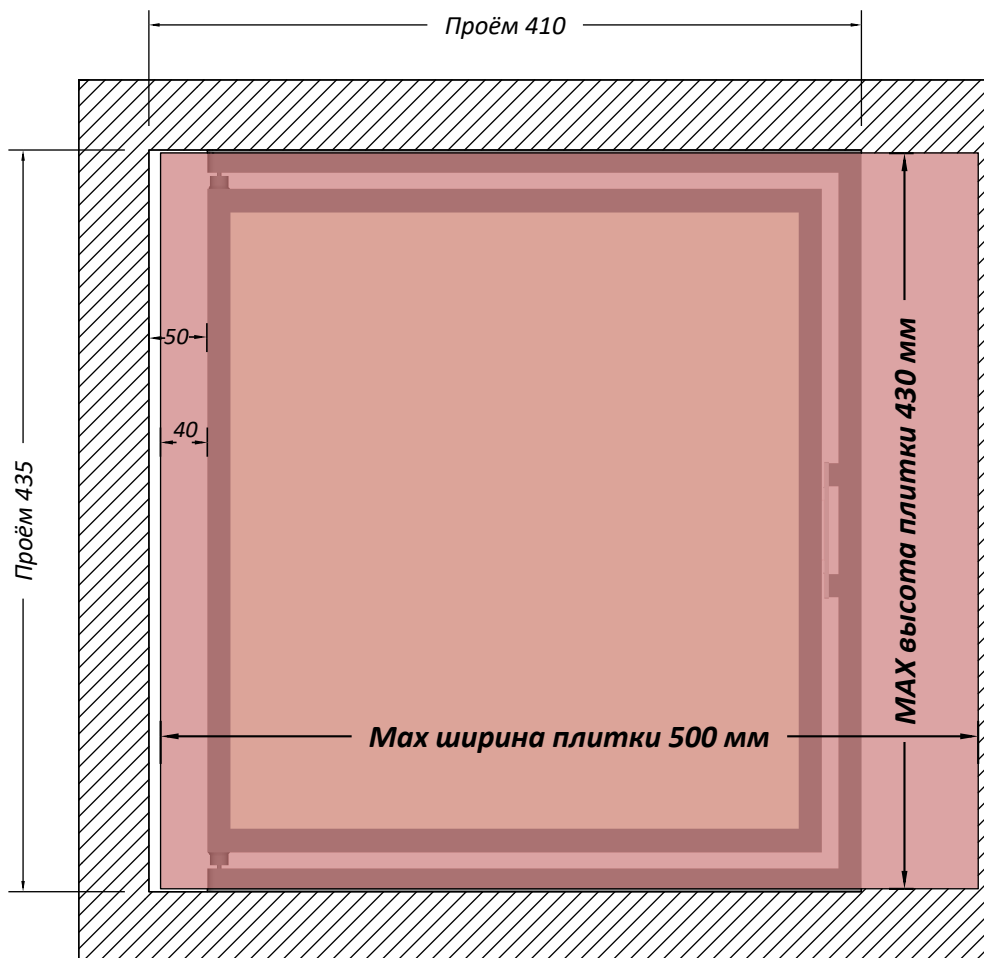 Проём 410
50
40
Проём 435
MAX высота плитки 430 мм
Max ширина плитки 500 мм